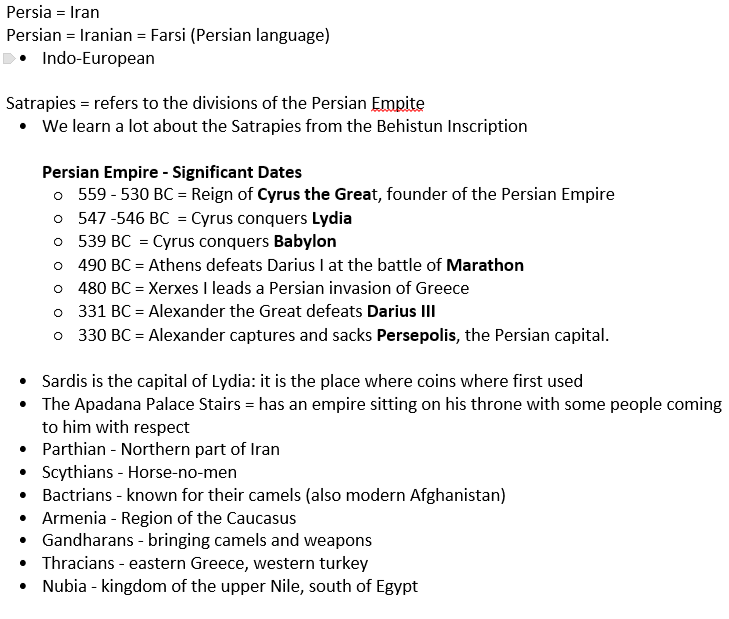 Persia = Iran
Persian = Iranian = Farsi (Persian language)
• Indo-European
Satrapies = refers to the divisions of the Persian Empite
• We learn a lot about the Satrapies from the Behistun Inscription
Persian Empire - Significant Dates
o 559 - 530 BC = Reign of Cyrus the Great, founder of the Persian Empire
o 547 -546 BC = Cyrus conquers Lydia
o 539 BC = Cyrus conquers Babylon
o 490 BC = Athens defeats Darius I at the battle of Marathon
o 480 BC = Xerxes I leads a Persian invasion of Greece
o 331 BC = Alexander the Great defeats Darius III
o 330 BC = Alexander captures and sacks Persepolis, the Persian capital.
• Sardis is the capital of Lydia: it is the place where coins where first used
• The Apadana Palace Stairs = has an empire sitting on his throne with some people coming
to him with respect
• Parthian - Northern part of Iran
• Scythians - Horse-no-men
• Bactrians - known for their camels (also modern Afghanistan)
• Armenia - Region of the Caucasus
• Gandharans - bringing camels and weapons
• Thracians - eastern Greece, western turkey
• Nubia - kingdom of the upper Nile, south of Egypt